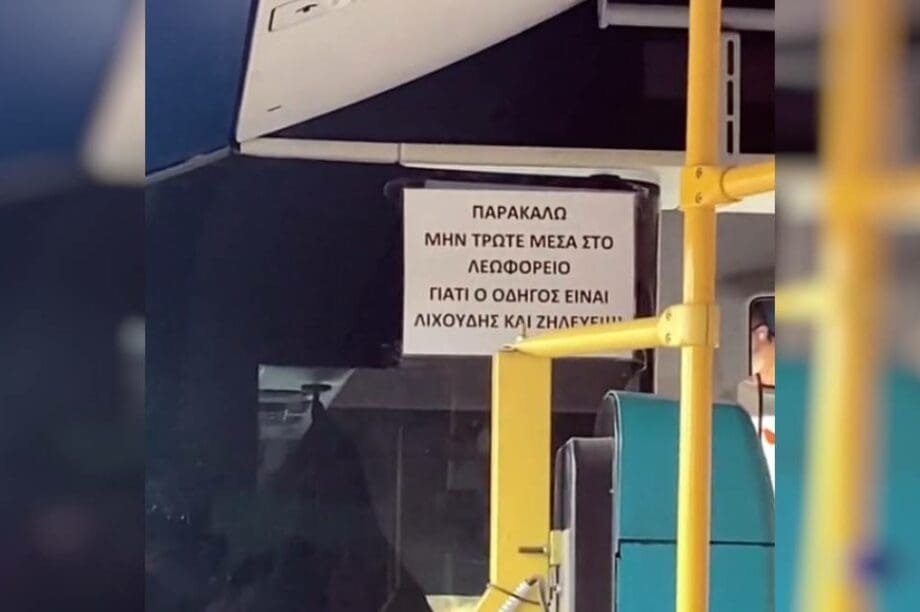 ΠΑΡΑΚΑΛΩ
ΜΗΝ ΤΡΩΤΕ ΜΕΣΑ ΣΤΟ
ΛΕΩΦΟΡΕΙΟ
ΓΙΑΤΙ Ο ΟΔΗΓΟΣ ΕΙΝΑΙ
ΛΙΧΟΥΔΗΣ ΚΑΙ ΖΗΛΕΥΕΙ!!!